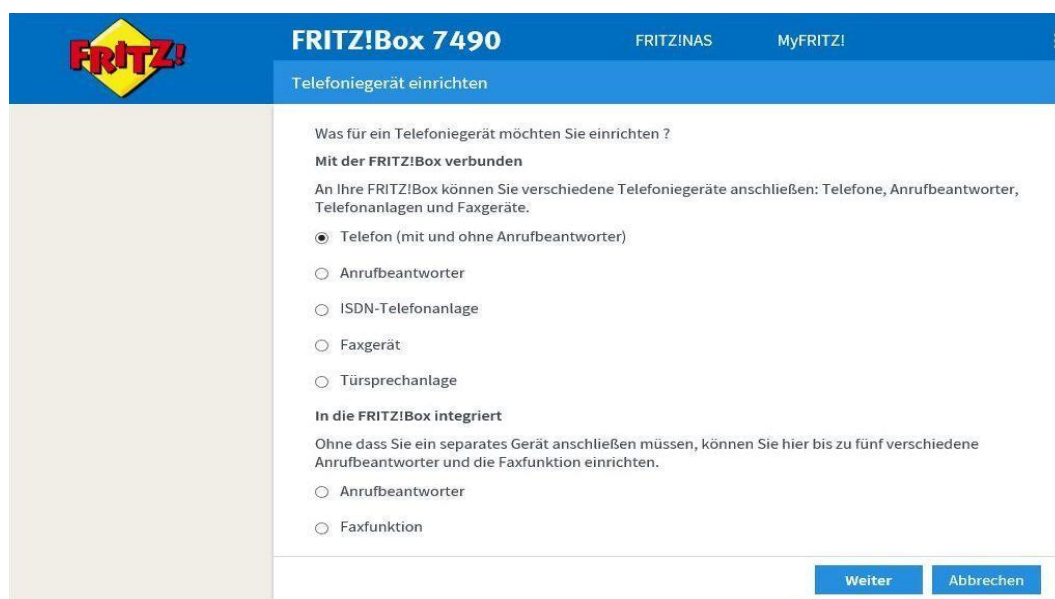 FRITZ!
FRITZ!Box 7490
FRITZ!NAS
MyFRITZ!
Telefoniegerät einrichten
Was für ein Telefoniegerät möchten Sie einrichten ?
Mit der FRITZ!Box verbunden
An Ihre FRITZ!Box können Sie verschiedene Telefoniegeräte anschließen: Telefone, Anrufbeantworter,
Telefonanlagen und Faxgeräte.
Telefon (mit und ohne Anrufbeantworter)
Anrufbeantworter
ISDN-Telefonanlage
Faxgerät
Türsprechanlage
In die FRITZ!Box integriert
Ohne dass Sie ein separates Gerät anschließen müssen, können Sie hier bis zu fünf verschiedene
Anrufbeantworter und die Faxfunktion einrichten.
Anrufbeantworter
Faxfunktion
Weiter
Abbrechen